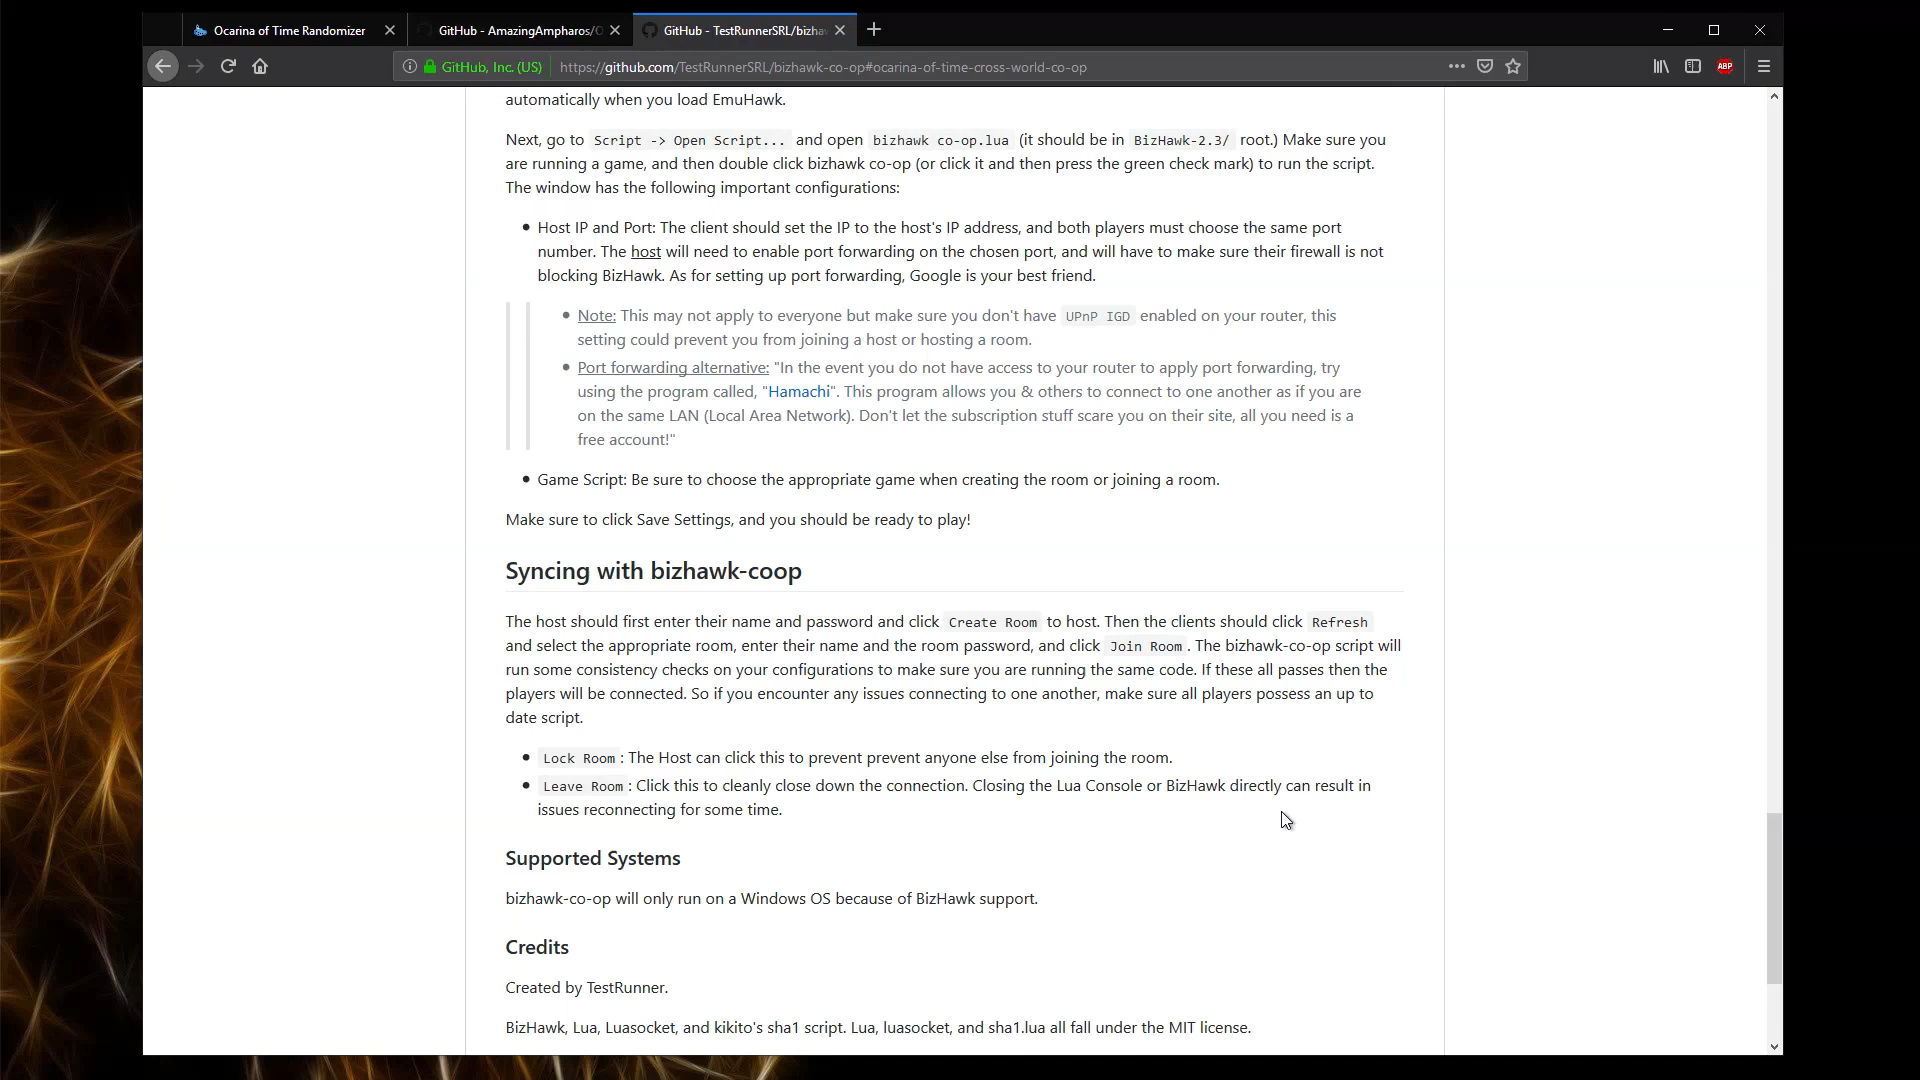 Ocarina of Time Randomizer
GitHub - AmazingAmpharos/O
GitHub - TestRunnerSRL/bizha
GitHub, Inc. (US)
https://github.com/TestRunnerSRL/bizhawk-co-op#ocarina-of-time-cross-world-co-op
ABP
automatically when you load EmuHawk.
Next, go to Script -> Open Script... and open bizhawk co-op.lua (it should be in BizHawk-2.3/ root.) Make sure you
are running a game, and then double click bizhawk co-op (or click it and then press the green check mark) to run the script.
The window has the following important configurations:
• Host IP and Port: The client should set the IP to the host's IP address, and both players must choose the same port
number. The host will need to enable port forwarding on the chosen port, and will have to make sure their firewall is not
blocking BizHawk. As for setting up port forwarding, Google is your best friend.
• Note: This may not apply to everyone but make sure you don't have UPnP IGD enabled on your router, this
setting could prevent you from joining a host or hosting a room.
• Port forwarding alternative: "In the event you do not have access to your router to apply port forwarding, try
using the program called, "Hamachi". This program allows you & others to connect to one another as if you are
on the same LAN (Local Area Network). Don't let the subscription stuff scare you on their site, all you need is a
free account!"
• Game Script: Be sure to choose the appropriate game when creating the room or joining a room.
Make sure to click Save Settings, and you should be ready to play!
Syncing with bizhawk-coop
The host should first enter their name and password and click Create Room to host. Then the clients should click Refresh
and select the appropriate room, enter their name and the room password, and click Join Room. The bizhawk-co-op script will
run some consistency checks on your configurations to make sure you are running the same code. If these all passes then the
players will be connected. So if you encounter any issues connecting to one another, make sure all players possess an up to
date script.
• Lock Room: The Host can click this to prevent prevent anyone else from joining the room.
• Leave Room: Click this to cleanly close down the connection. Closing the Lua Console or BizHawk directly can result in
issues reconnecting for some time.
Supported Systems
bizhawk-co-op will only run on a Windows OS because of BizHawk support.
Credits
Created by TestRunner.
BizHawk, Lua, Luasocket, and kikito's sha1 script. Lua, luasocket, and sha1.lua all fall under the MIT license.